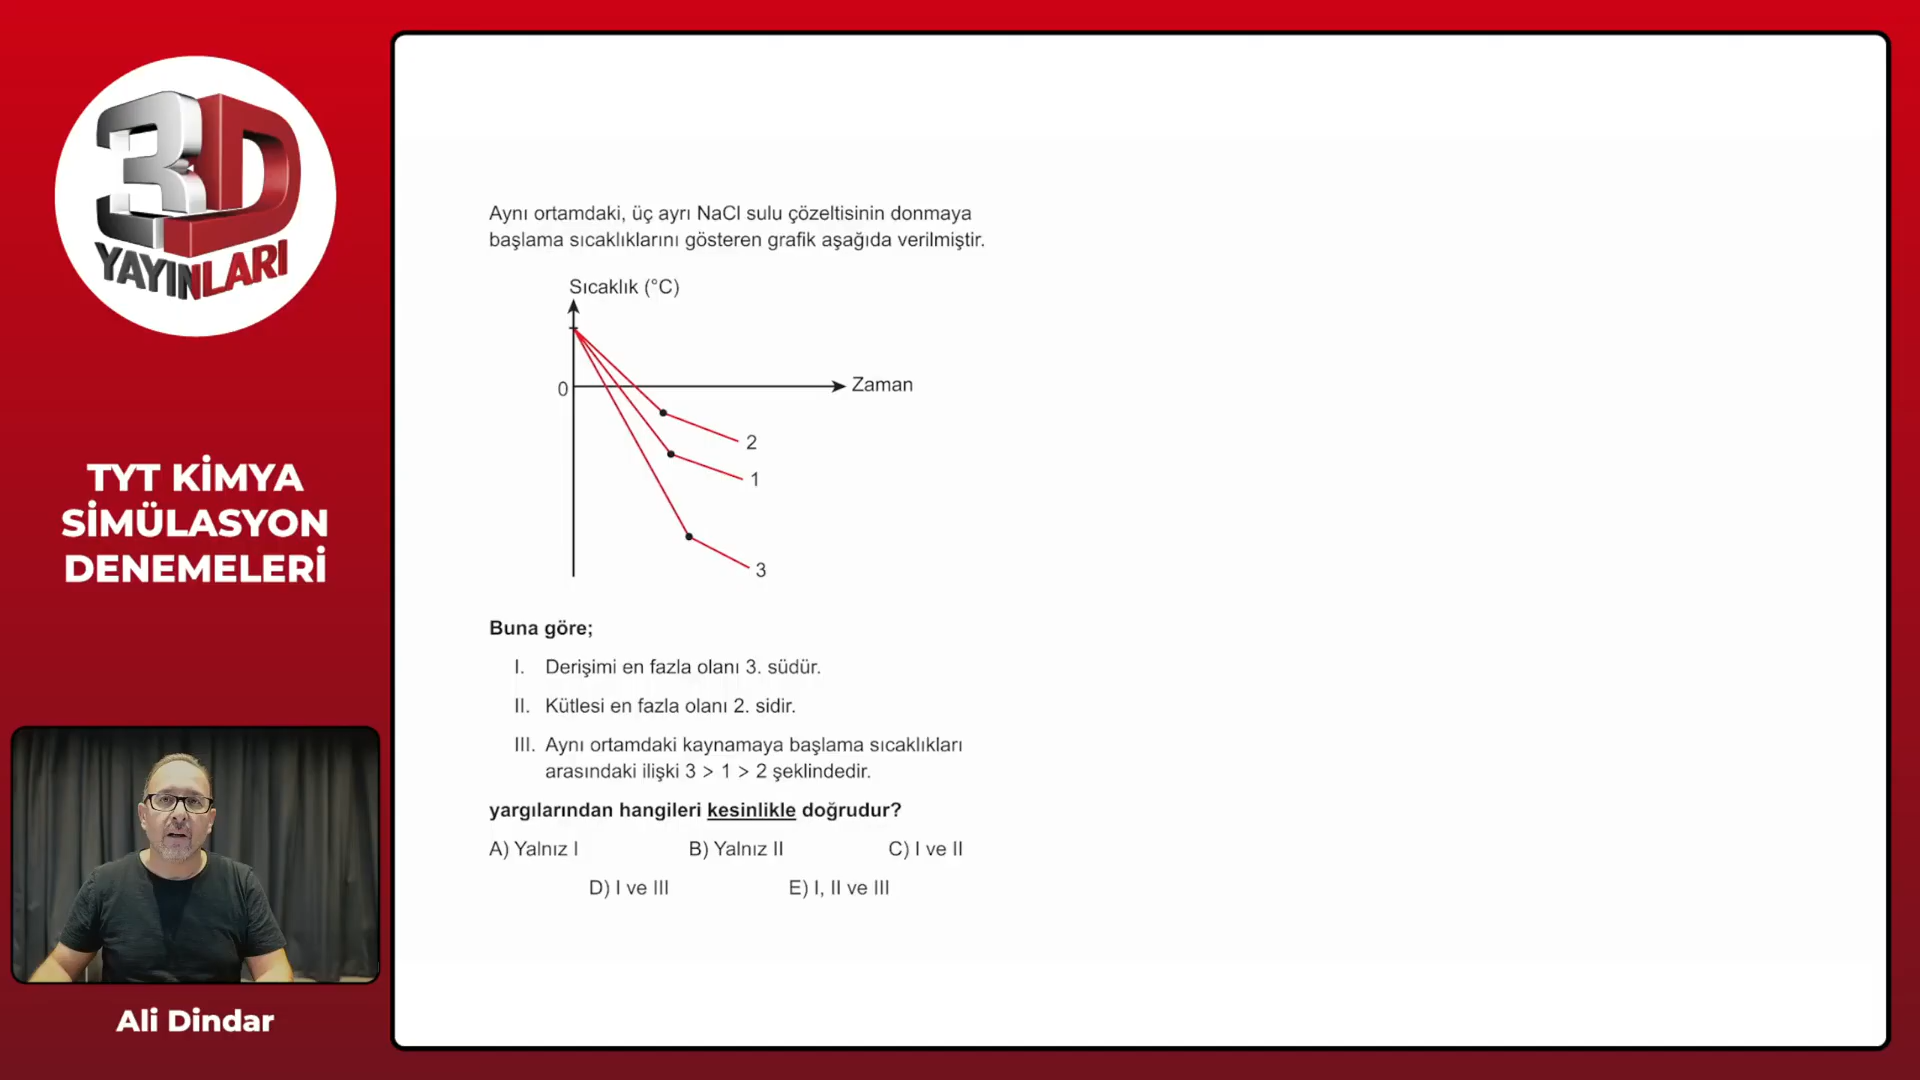 3D
YAYINLARI
TYT KİMYA
SİMÜLASYON
DENEMELERİ
Ali Dindar
Aynı ortamdaki, üç ayrı NaCl sulu çözeltisinin donmaya
başlama sıcaklıklarını gösteren grafik aşağıda verilmiştir.
Sıcaklık (°C)
0
Zaman
2
1
3
Buna göre;
I. Derişimi en fazla olanı 3. südür.
II. Kütlesi en fazla olanı 2. sidir.
III. Aynı ortamdaki kaynamaya başlama sıcaklıkları
arasındaki ilişki 3 > 1 > 2 şeklindedir.
yargılarından hangileri kesinlikle doğrudur?
A) Yalnız I B) Yalnız II C) I ve II
D) I ve III E) I, II ve III